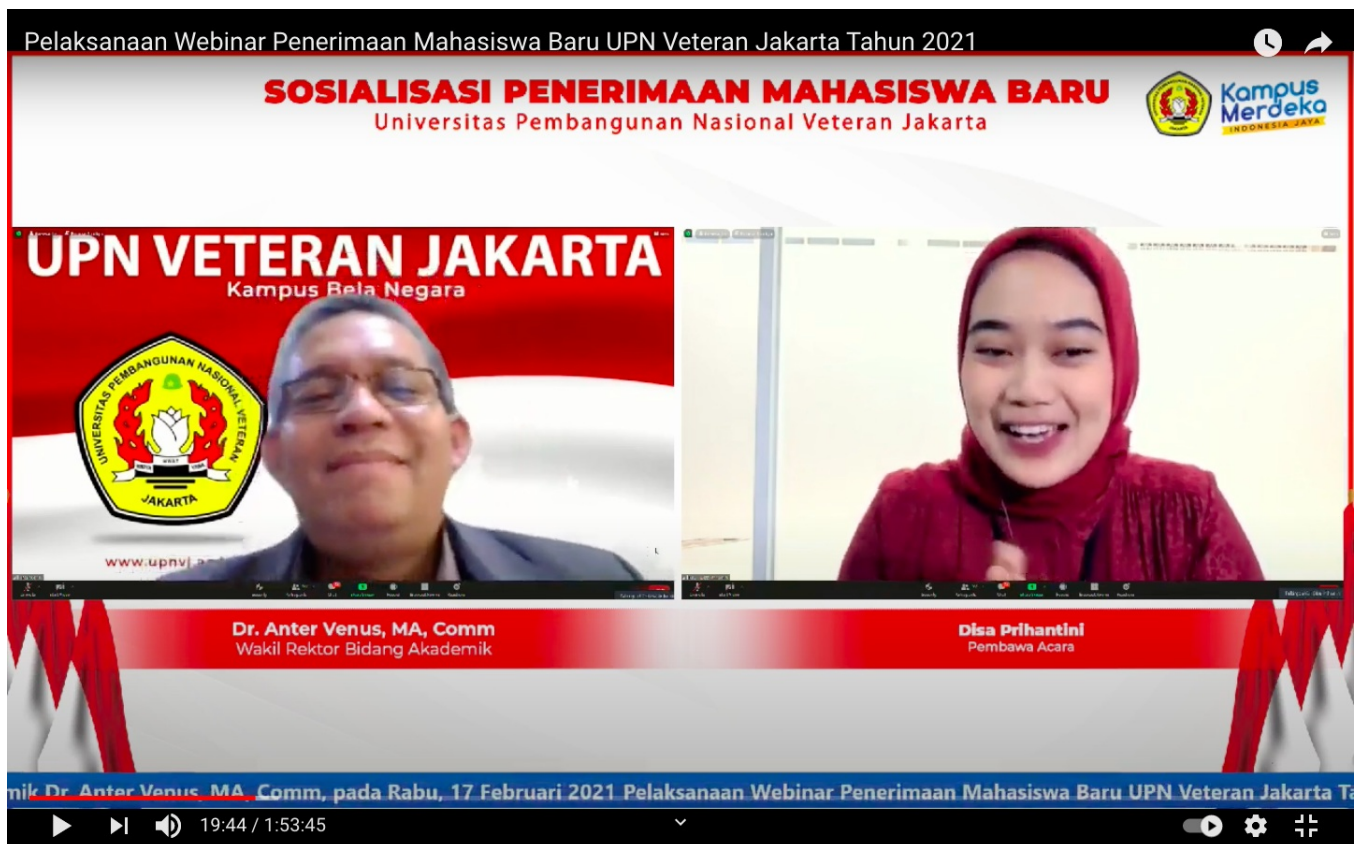 Pelaksanaan Webinar Penerimaan Mahasiswa Baru UPN Veteran Jakarta Tahun 2021
SOSIALISASI PENERIMAAN MAHASISWA BARU
Universitas Pembangunan Nasional Veteran Jakarta
Kampus
Merdeka
INDONESIA JAYA
UPN VETERAN JAKARTA
Kampus Bela Negara
UNIVERSITAS PEMBANGUNAN NASIONAL VETERAN
JAKARTA
www.upnvj.ac
Dr. Anter Venus, MA, Comm
Wakil Rektor Bidang Akademik
Disa Prihantini
Pembawa Acara
mik Dr. Anter Venus, MA, Comm, pada Rabu, 17 Februari 2021 Pelaksanaan Webinar Penerimaan Mahasiswa Baru UPN Veteran Jakarta Ta
19:44 / 1:53:45